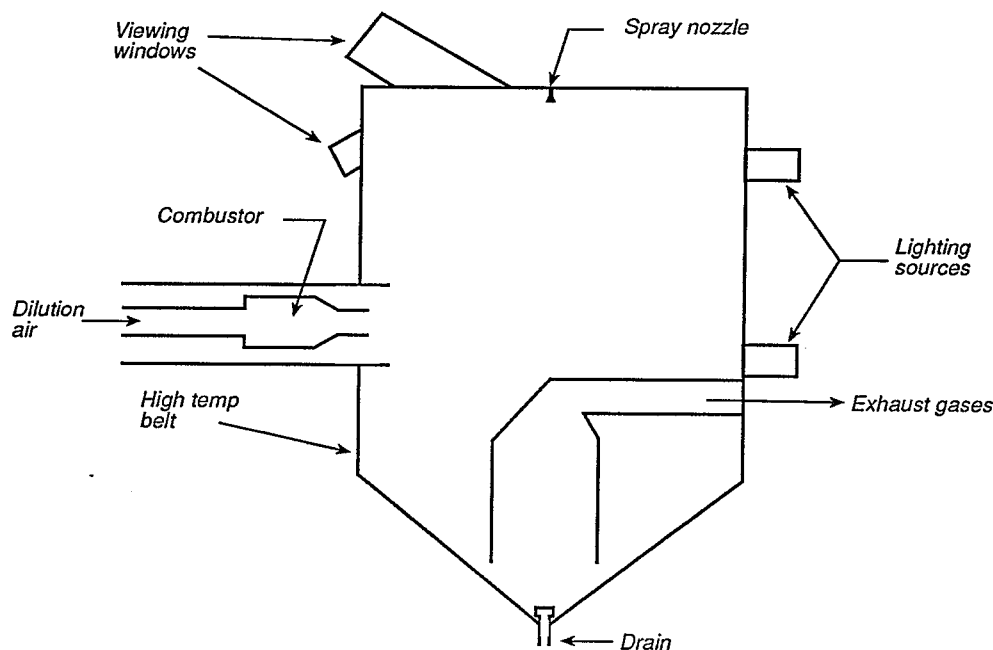 Viewing
windows
Spray nozzle
Combustor
Lighting
sources
Dilution
air
High temp
belt
Exhaust gases
Drain